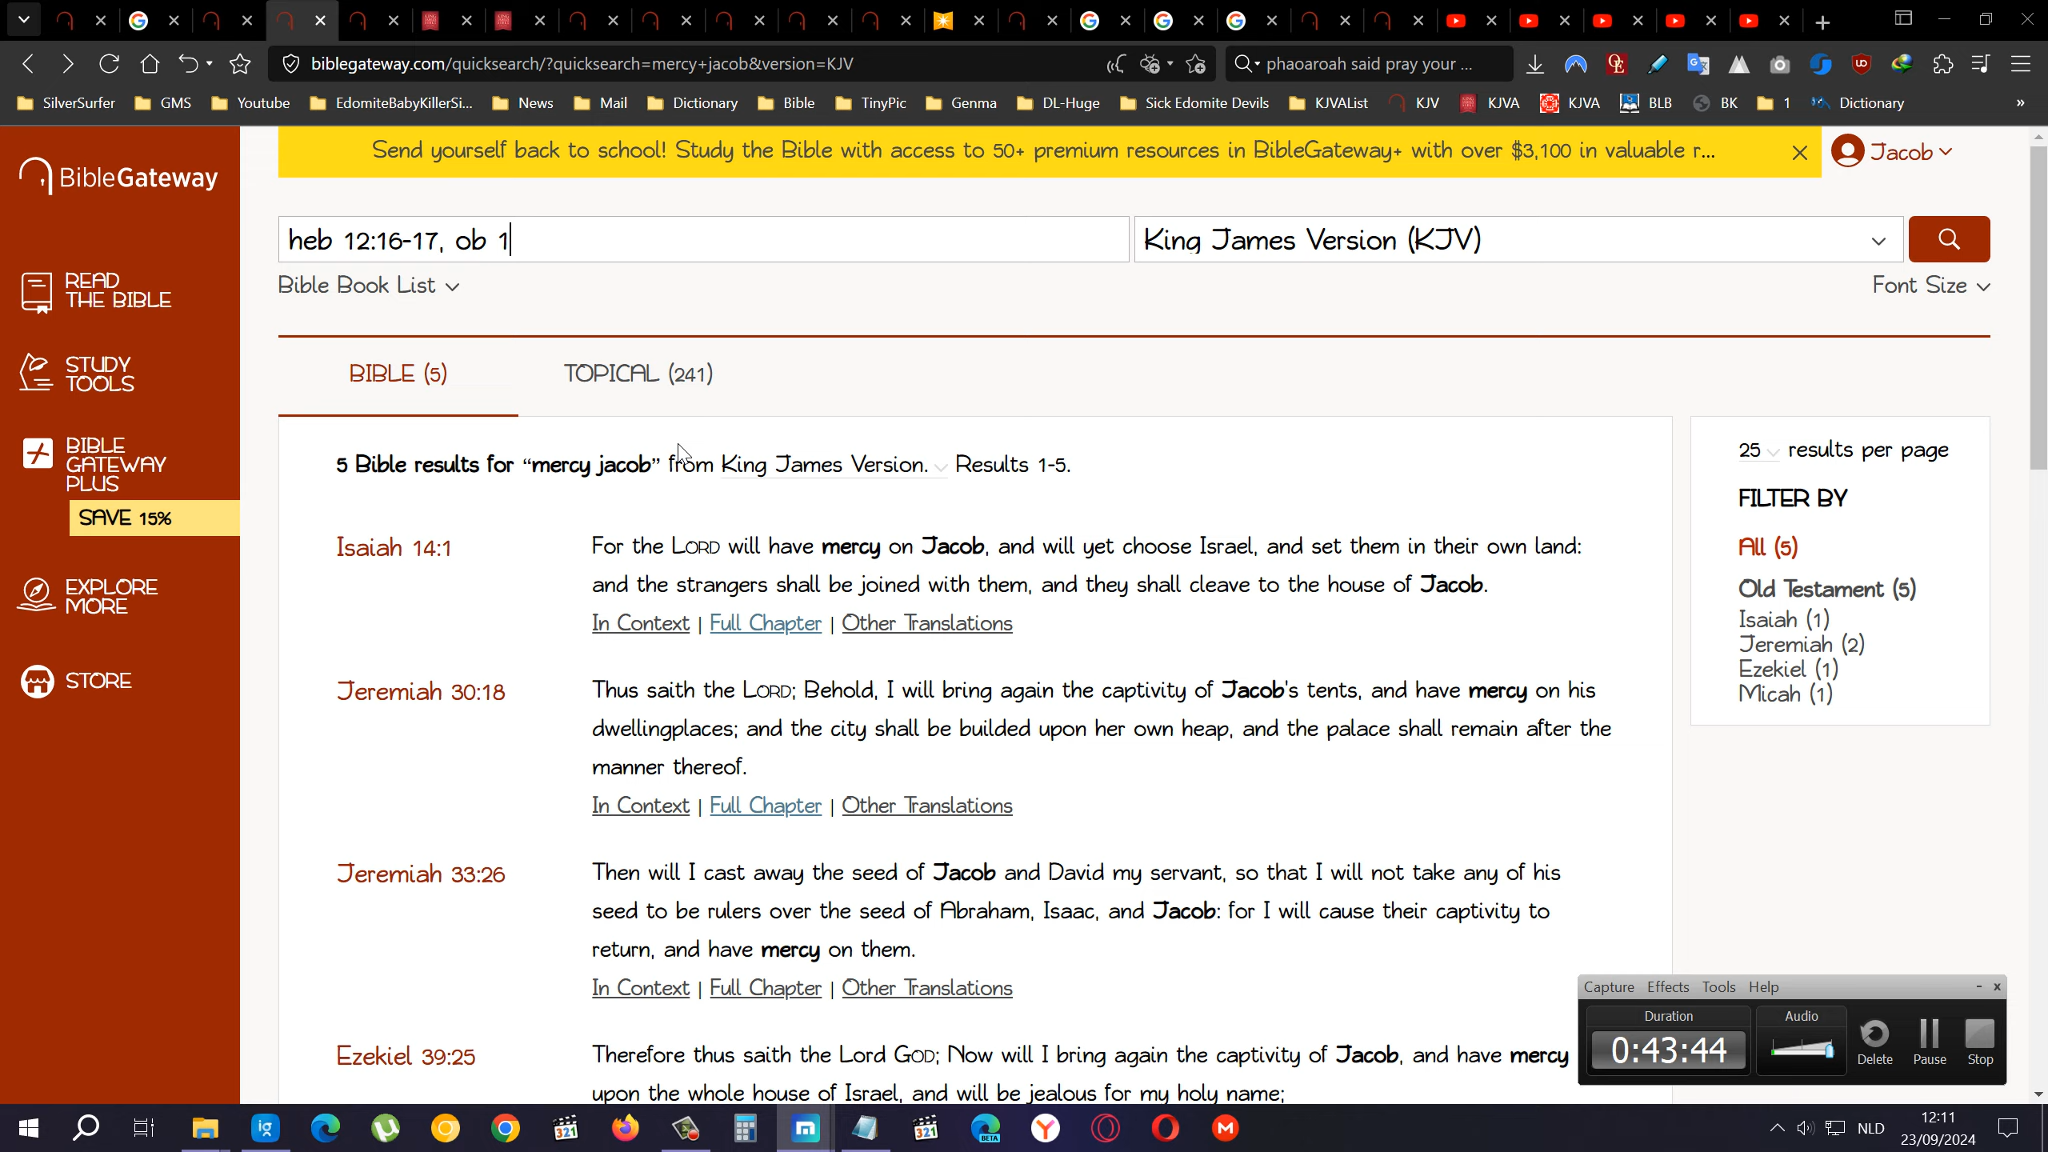 biblegateway.com/quicksearch/?quicksearch=mercy+jacob&version=KJV
phaoaroah said pray your ...
SilverSurfer
GMS
Youtube
EdomiteBabyKillerSi...
News
Mail
Dictionary
Bible
TinyPic
Genma
DL-Huge
Sick Edomite Devils
KJVAList
KJV
KJVA
KJVA
BLB
BK
1
Dictionary
»
BibleGateway
Send yourself back to school! Study the Bible with access to 50+ premium resources in BibleGateway+ with over $3,100 in valuable r...
Jacob
heb 12:16-17, ob 1
King James Version (KJV)
Bible Book List
Font Size
READ
THE BIBLE
STUDY
TOOLS
BIBLE
GATEWAY
PLUS
SAVE 15%
EXPLORE
MORE
STORE
BIBLE (5)
TOPICAL (241)
5 Bible results for “mercy jacob” from King James Version. Results 1-5.
Isaiah 14:1
For the LORD will have mercy on Jacob, and will yet choose Israel, and set them in their own land:
and the strangers shall be joined with them, and they shall cleave to the house of Jacob.
In Context | Full Chapter | Other Translations
Jeremiah 30:18
Thus saith the LORD; Behold, I will bring again the captivity of Jacob's tents, and have mercy on his
dwellingplaces; and the city shall be builded upon her own heap, and the palace shall remain after the
manner thereof.
In Context | Full Chapter | Other Translations
Jeremiah 33:26
Then will I cast away the seed of Jacob and David my servant, so that I will not take any of his
seed to be rulers over the seed of Abraham, Isaac, and Jacob: for I will cause their captivity to
return, and have mercy on them.
In Context | Full Chapter | Other Translations
Ezekiel 39:25
Therefore thus saith the Lord GOD; Now will I bring again the captivity of Jacob, and have mercy
upon the whole house of Israel, and will be jealous for my holy name;
25 results per page
FILTER BY
All (5)
Old Testament (5)
Isaiah (1)
Jeremiah (2)
Ezekiel (1)
Micah (1)
Capture Effects Tools Help
Duration
0:43:44
Audio
Delete
Pause
Stop
NLD
12:11
23/09/2024